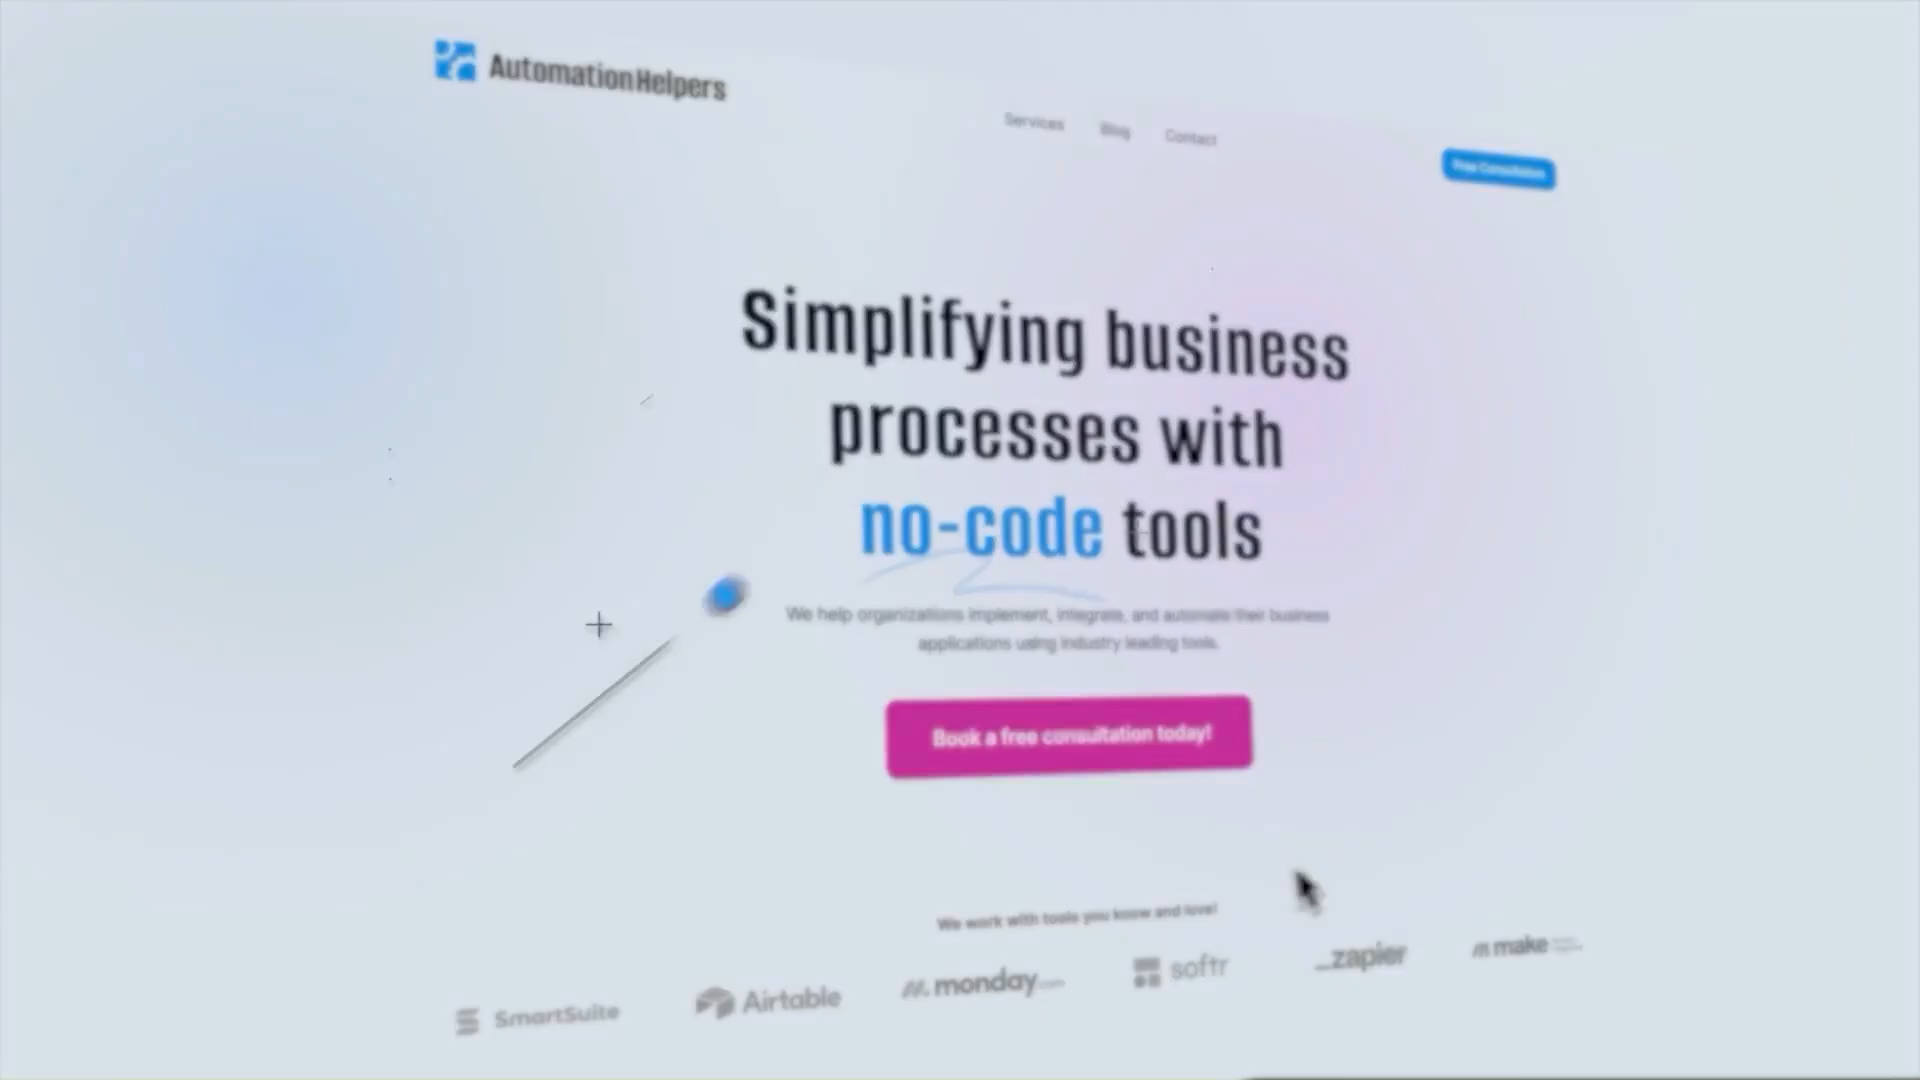 AutomationHelpers
Services Blog Contact
Free Consultation
Simplifying business
processes with
no-code tools
We help organizations implement, integrate, and automate their business
applications using industry leading tools.
Book a free consultation today!
We work with tools you know and love!
SmartSuite Airtable monday.com softr _zapier make